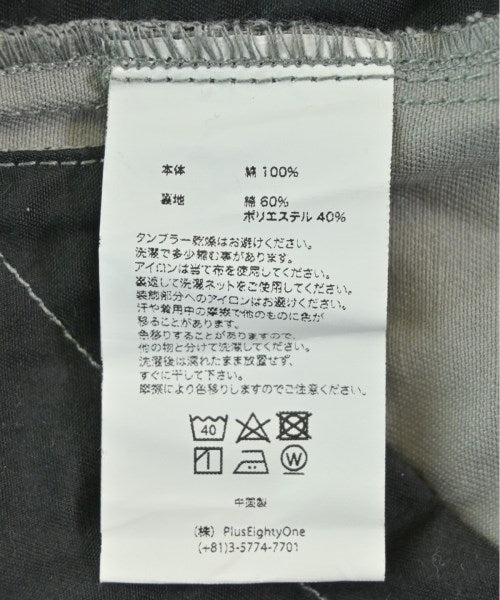 本体 綿 100%
裏地 綿 60%
ポリエステル 40%
タンブラー乾燥はお避けください。
洗濯で多少縮む事があります。
アイロンは当て布を使用してください。
裏返して洗濯ネットをご使用してください。
装飾部分へのアイロンはお避けください。
汗や着用中の摩擦で他のものに色が
移ることがあります。
色移りすることがありますので、
他の物と分けて洗濯してください。
洗濯後は濡れたまま放置せず、
すぐに干して下さい。
摩擦により色移りしますのでご注意ください。
40
W
中国製
(株) PlusEightyOne
(+81)3-5774-7701